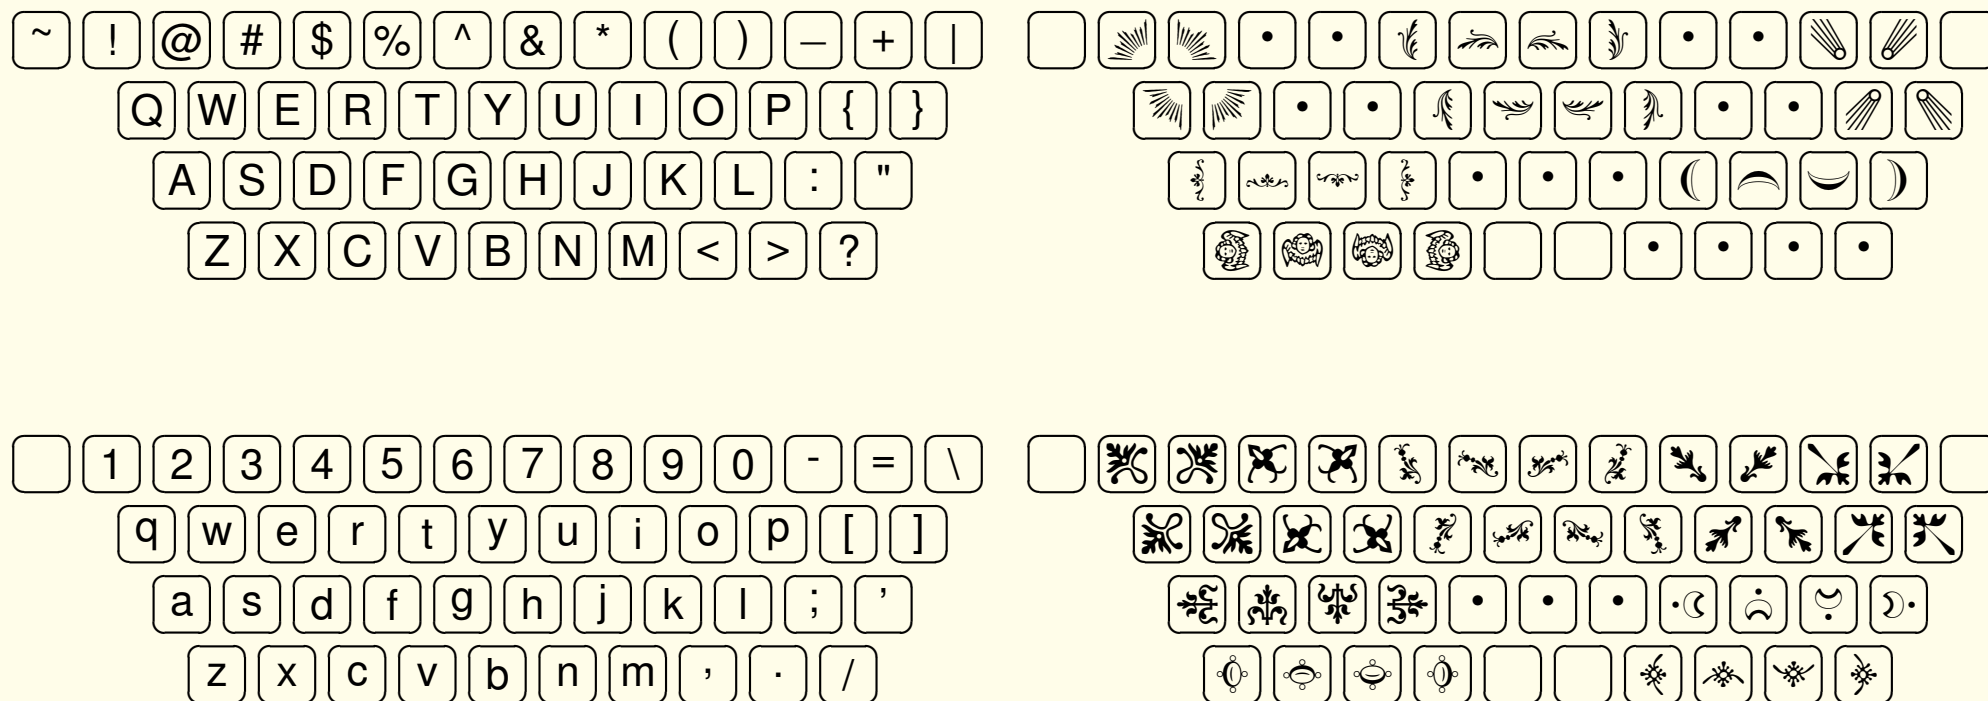 ~ ! @ # $ % ^ & * ( ) _ + |
Q W E R T Y U I O P { }
A S D F G H J K L : "
Z X C V B N M < > ?
1 2 3 4 5 6 7 8 9 0 - = \
q w e r t y u i o p [ ]
a s d f g h j k l ; '
z x c v b n m , . /